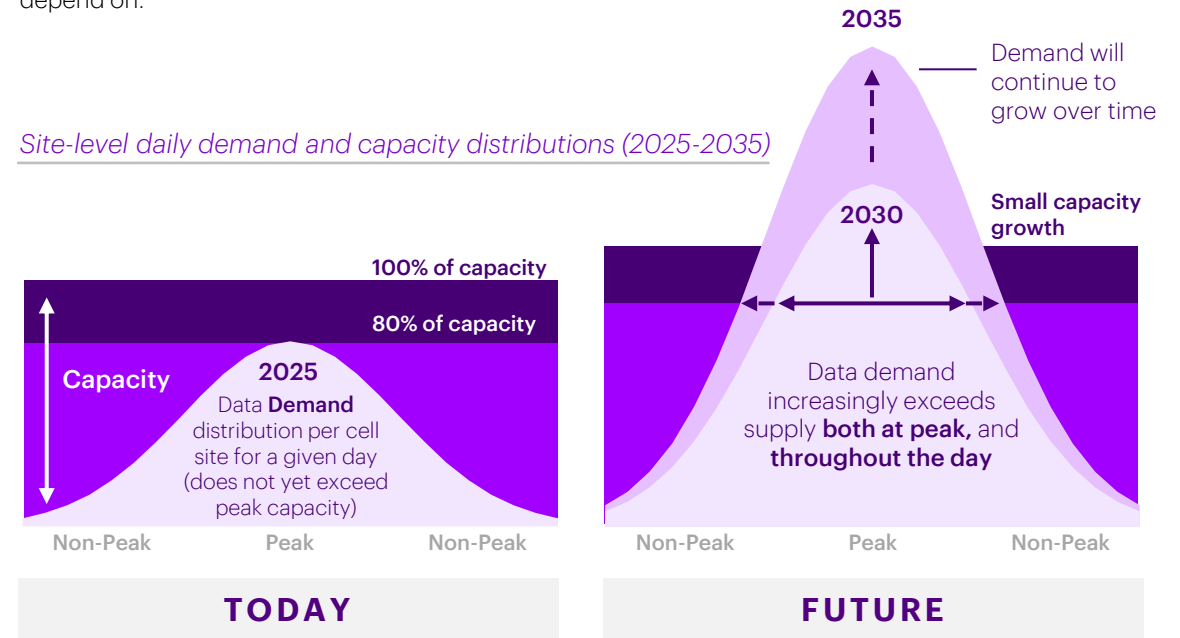 depend on.
Site-level daily demand and capacity distributions (2025-2035)
100% of capacity
80% of capacity
Capacity
2025
Data Demand
distribution per cell
site for a given day
(does not yet exceed
peak capacity)
Non-Peak
Peak
Non-Peak
TODAY
2035
Demand will
continue to
grow over time
2030
Small capacity
growth
Data demand
increasingly exceeds
supply both at peak, and
throughout the day
Non-Peak
Peak
Non-Peak
FUTURE